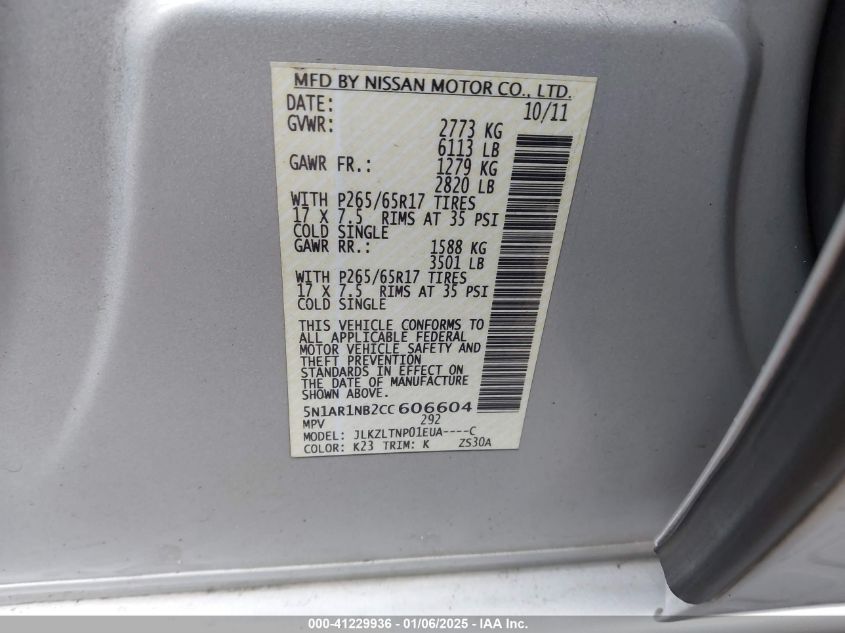 MFD BY NISSAN MOTOR CO., LTD.
DATE: 10/11
GVWR: 2773 KG
6113 LB
GAWR FR.: 1279 KG
2820 LB
WITH P265/65R17 TIRES
17 X 7.5 RIMS AT 35 PSI
COLD SINGLE
GAWR RR.: 1588 KG
3501 LB
WITH P265/65R17 TIRES
17 X 7.5 RIMS AT 35 PSI
COLD SINGLE
THIS VEHICLE CONFORMS TO
ALL APPLICABLE FEDERAL
MOTOR VEHICLE SAFETY AND
THEFT PREVENTION
STANDARDS IN EFFECT ON
THE DATE OF MANUFACTURE
SHOWN ABOVE.
5N1AR1NB2CC606604
MPV 292
MODEL: JLKZLTNP01EUA----C
COLOR: K23 TRIM: K ZS30A
000-41229936 - 01/06/2025 - IAA Inc.